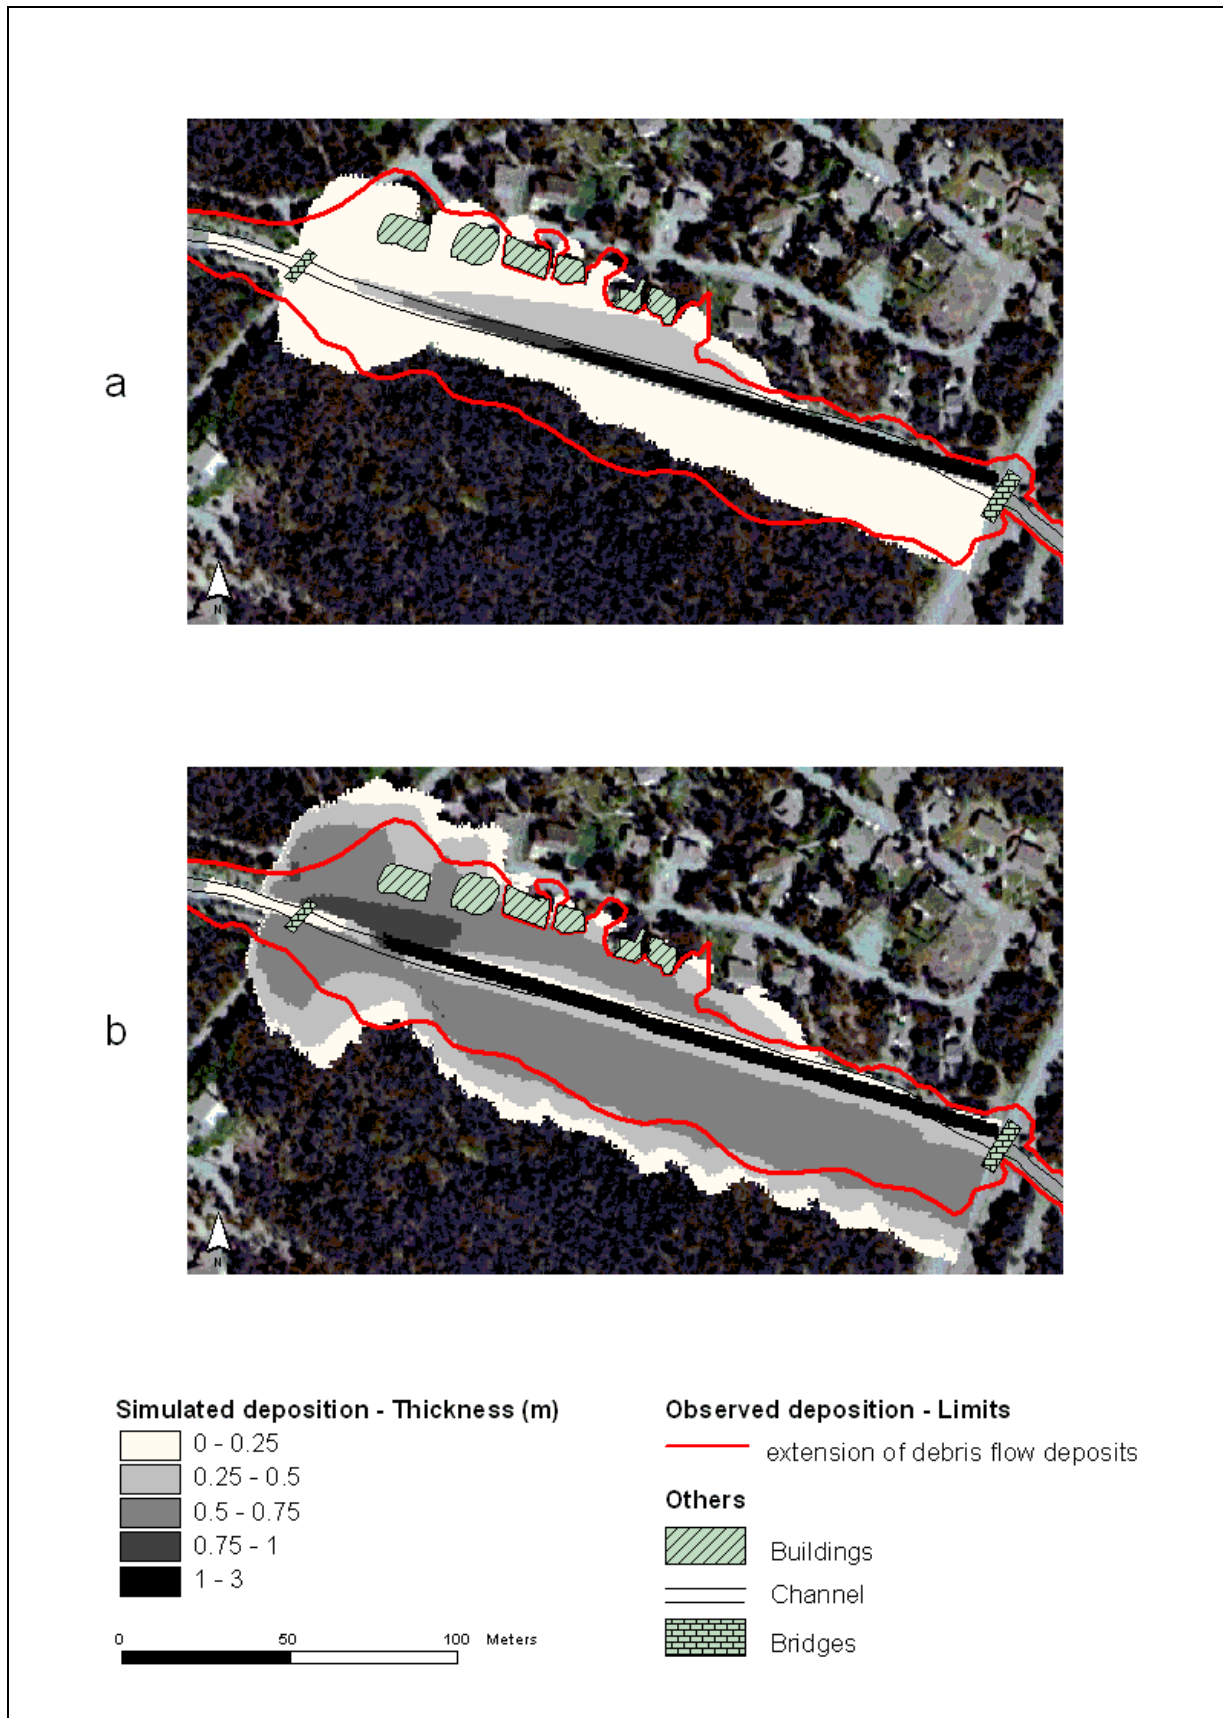 a
N
b
N
Simulated deposition - Thickness (m)
0 - 0.25
0.25 - 0.5
0.5 - 0.75
0.75 - 1
1 - 3
0 50 100 Meters
Observed deposition - Limits
extension of debris flow deposits
Others
Buildings
Channel
Bridges